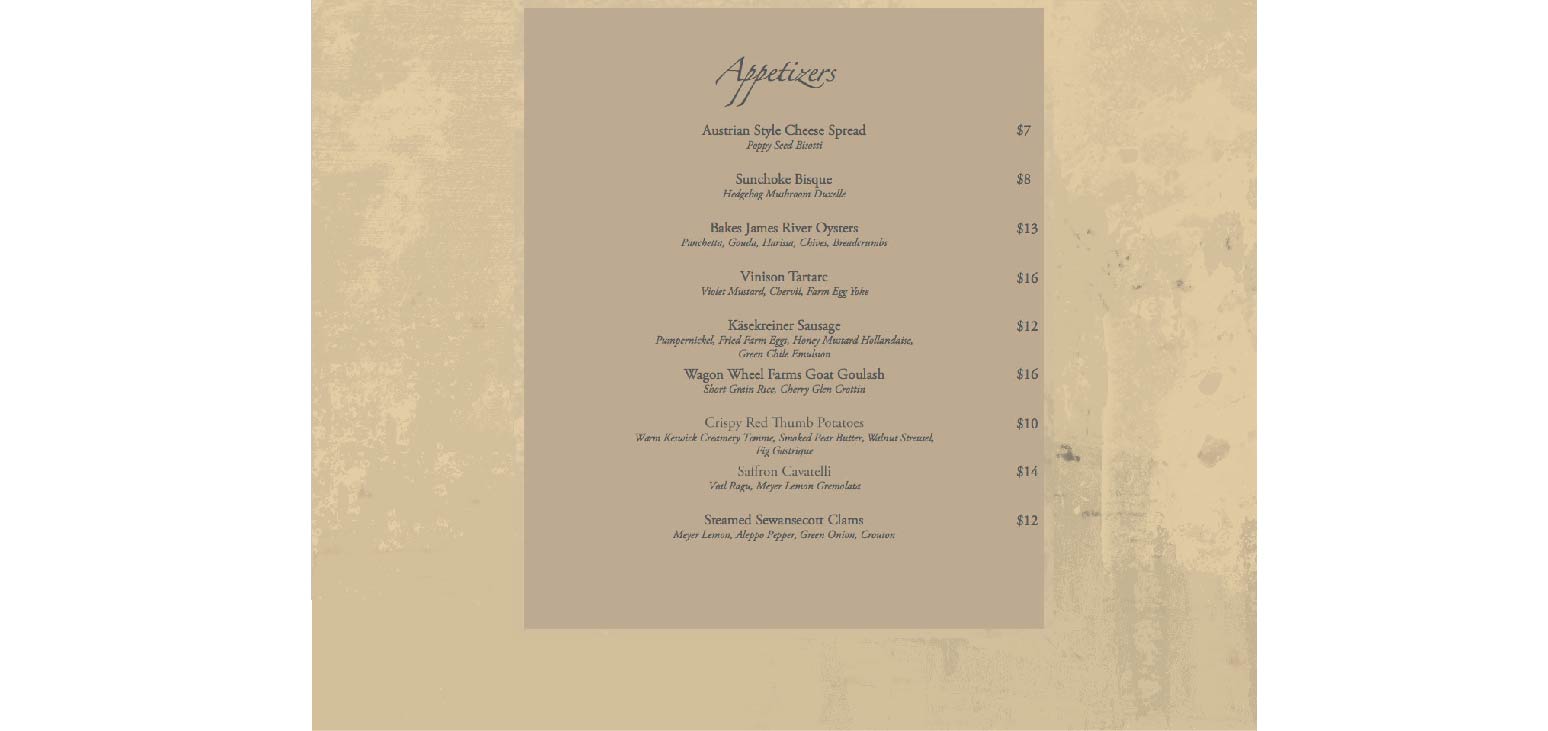 Appetizers
Austrian Style Cheese Spread $7
Poppy Seed Bisotti
Sunchoke Bisque $8
Hedgehog Mushroom Duxelle
Bakes James River Oysters $13
Panchetta, Gouda, Harissa, Chives, Breadcrumbs
Vinison Tartare $16
Violet Mustard, Chervil, Farm Egg Yoke
Käsekreiner Sausage $12
Pumpernickel, Fried Farm Eggs, Honey Mustard Hollandaise,
Green Chile Emulsion
Wagon Wheel Farms Goat Goulash $16
Short Grain Rice, Cherry Glen Crottin
Crispy Red Thumb Potatoes $10
Warm Keswick Creamery Tomme, Smoked Pear Butter, Walnut Streusel,
Fig Gastrique
Saffron Cavatelli $14
Veal Ragu, Meyer Lemon Gremolata
Steamed Sewansecott Clams $12
Meyer Lemon, Aleppo Pepper, Green Onion, Crouton